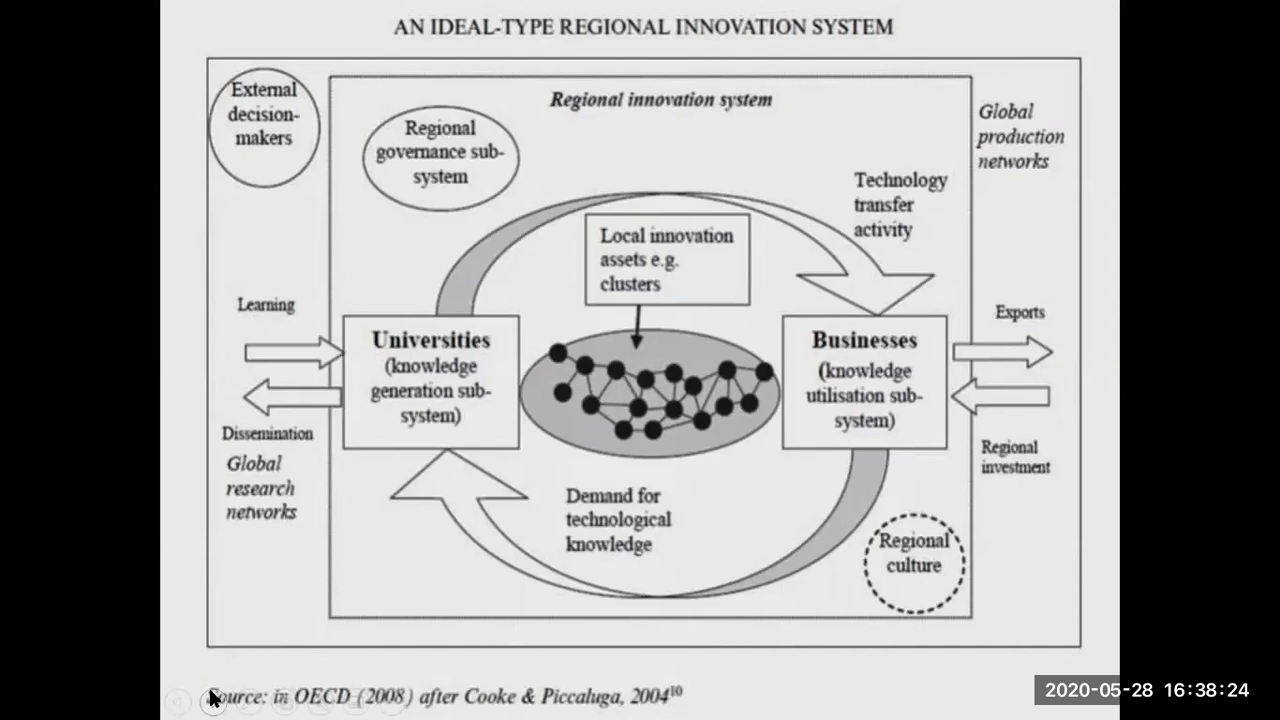 AN IDEAL-TYPE REGIONAL INNOVATION SYSTEM
External
decision-
makers
Regional innovation system
Regional
governance sub-
system
Global
production
networks
Technology
transfer
activity
Local innovation
assets e.g.
clusters
Learning
Exports
Universities
(knowledge
generation sub-
system)
Businesses
(knowledge
utilisation sub-
system)
Dissemination
Global
research
networks
Regional
investment
Demand for
technological
knowledge
Regional
culture
Source: in OECD (2008) after Cooke & Piccaluga, 2004¹⁰
2020-05-28 16:38:24